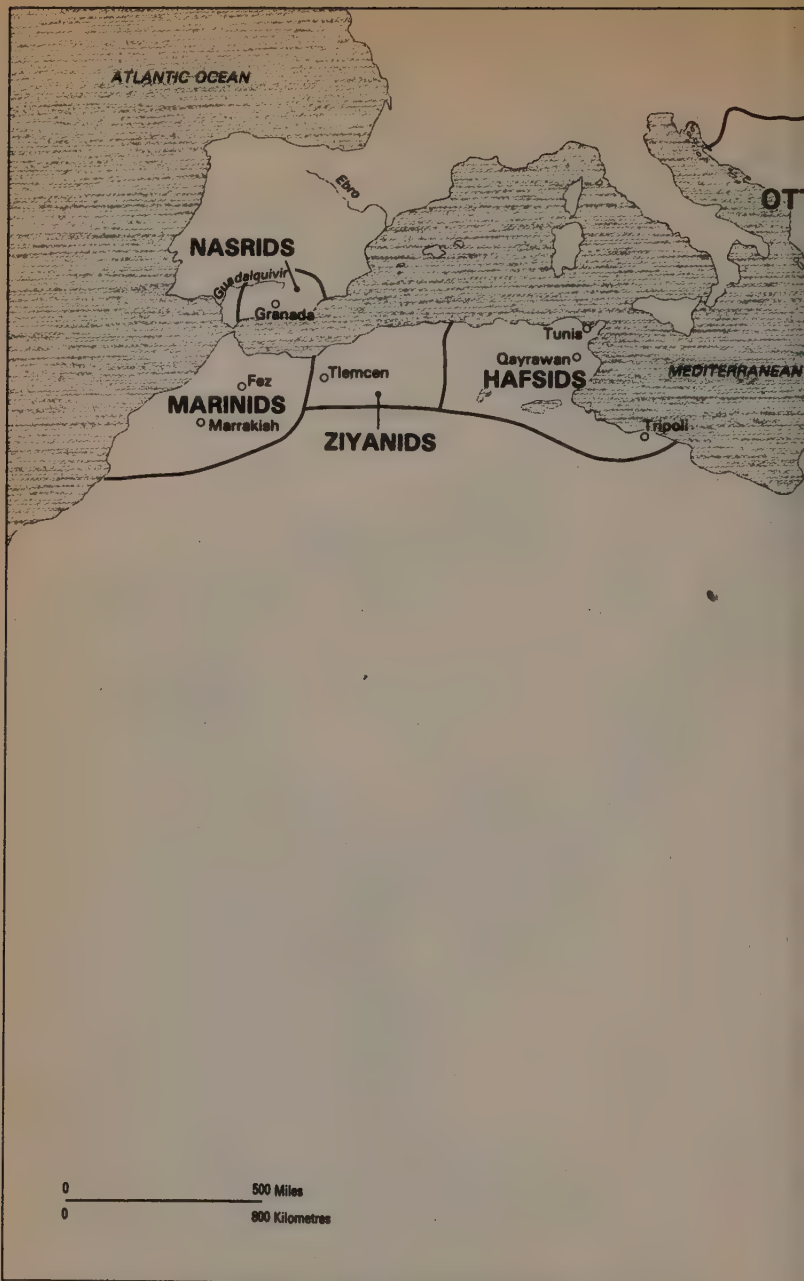 ATLANTIC OCEAN
Ebro
OT
NASRIDS
Guadalquivir
Granada
Tunis
Qayrawan
HAFSIDS
MEDITERRANEAN
Fez
Tlemcen
MARINIDS
Marrakish
ZIYANIDS
Tripoli
0 500 Miles
0 800 Kilometres